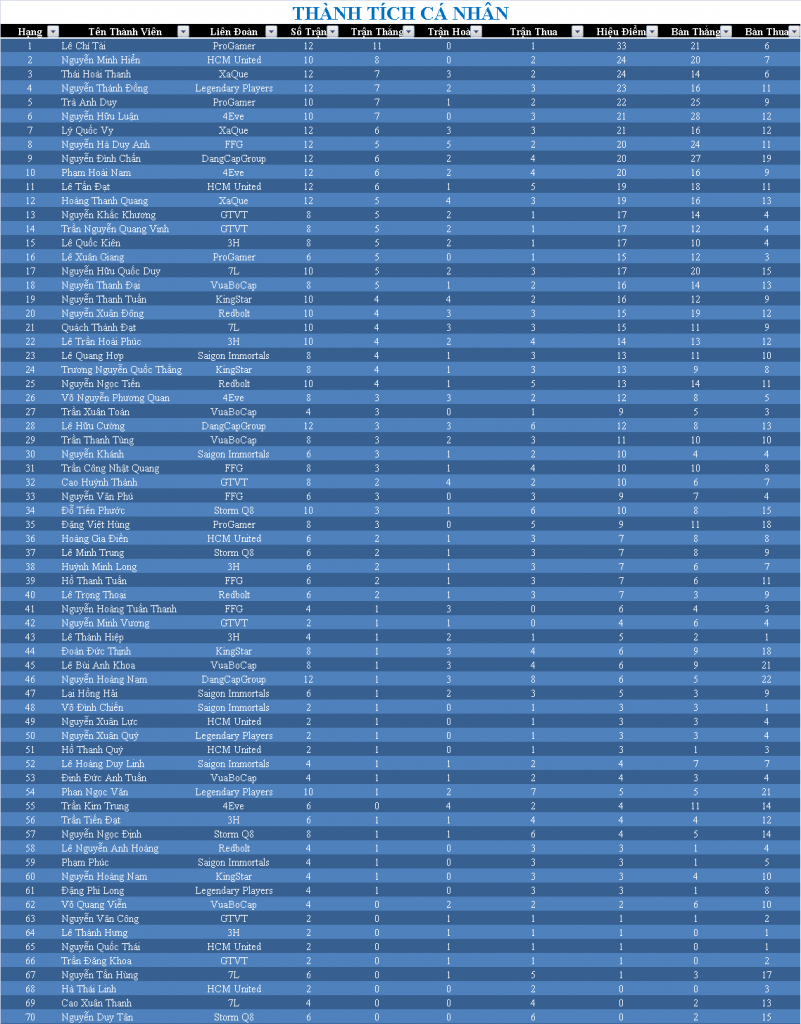 THÀNH TÍCH CÁ NHÂN
Hạng Tên Thành Viên Liên Đoàn Số Trận Trận Thắng Trận Hoà Trận Thua Hiệu Điểm Bàn Thắng Bàn Thua
1 Lê Chí Tài ProGamer 12 11 0 1 33 21 6
2 Nguyễn Minh Hiển HCM United 10 8 0 2 24 20 7
3 Thái Hoài Thanh XaQue 12 7 3 2 24 14 6
4 Nguyễn Thành Đồng Legendary Players 12 7 2 3 23 16 11
5 Trà Anh Duy ProGamer 10 7 1 2 22 25 9
6 Nguyễn Hữu Luận 4Eve 10 7 0 3 21 28 12
7 Lý Quốc Vy XaQue 12 6 3 3 21 16 12
8 Nguyễn Hà Duy Anh FFG 12 5 5 2 20 24 11
9 Nguyễn Đình Chẩn DangCapGroup 12 6 2 4 20 27 19
10 Phạm Hoài Nam 4Eve 12 6 2 4 20 16 9
11 Lê Tấn Đạt HCM United 12 6 1 5 19 18 11
12 Hoàng Thanh Quang XaQue 12 5 4 3 19 16 13
13 Nguyễn Khắc Khương GTVT 8 5 2 1 17 14 4
14 Trần Nguyễn Quang Vinh GTVT 8 5 2 1 17 12 4
15 Lê Quốc Kiên 3H 8 5 2 1 17 10 4
16 Lê Xuân Giang ProGamer 6 5 0 1 15 12 3
17 Nguyễn Hữu Quốc Duy 7L 10 5 2 3 17 20 15
18 Nguyễn Thanh Đại VuaBoCap 8 5 1 2 16 14 13
19 Nguyễn Thanh Tuấn KingStar 10 4 4 2 16 12 9
20 Nguyễn Xuân Đông Redbolt 10 4 3 3 15 19 12
21 Quách Thành Đạt 7L 10 4 3 3 15 11 9
22 Lê Trần Hoài Phúc 3H 10 4 2 4 14 13 12
23 Lê Quang Hợp Saigon Immortals 8 4 1 3 13 11 10
24 Trương Nguyễn Quốc Thắng KingStar 8 4 1 3 13 9 8
25 Nguyễn Ngọc Tiến Redbolt 10 4 1 5 13 14 11
26 Võ Nguyễn Phương Quan 4Eve 8 3 3 2 12 8 5
27 Trần Xuân Toán VuaBoCap 4 3 0 1 9 5 3
28 Lê Hữu Cường DangCapGroup 12 3 3 6 12 8 13
29 Trần Thanh Tùng VuaBoCap 8 3 2 3 11 10 10
30 Nguyễn Khánh Saigon Immortals 6 3 1 2 10 4 4
31 Trần Công Nhật Quang FFG 8 3 1 4 10 10 8
32 Cao Huỳnh Thành GTVT 8 2 4 2 10 6 7
33 Nguyễn Văn Phú FFG 6 3 0 3 9 7 4
34 Đỗ Tiến Phước Storm Q8 10 3 1 6 10 8 15
35 Đặng Việt Hùng ProGamer 8 3 0 5 9 11 18
36 Hoàng Gia Điền HCM United 6 2 1 3 7 8 8
37 Lê Minh Trung Storm Q8 6 2 1 3 7 8 9
38 Huỳnh Minh Long 3H 6 2 1 3 7 6 7
39 Hồ Thanh Tuấn FFG 6 2 1 3 7 6 11
40 Lê Trọng Thoại Redbolt 6 2 1 3 7 3 9
41 Nguyễn Hoàng Tuấn Thanh FFG 4 1 3 0 6 4 3
42 Nguyễn Minh Vương GTVT 2 1 1 0 4 6 4
43 Lê Thành Hiệp 3H 4 1 2 1 5 2 1
44 Đoàn Đức Thịnh KingStar 8 1 3 4 6 9 18
45 Lê Bùi Anh Khoa VuaBoCap 8 1 3 4 6 9 21
46 Nguyễn Hoàng Nam DangCapGroup 12 1 3 8 6 5 22
47 Lại Hồng Hải Saigon Immortals 6 1 2 3 5 3 9
48 Võ Đình Chiến Saigon Immortals 2 1 0 1 3 3 1
49 Nguyễn Xuân Lực HCM United 2 1 0 1 3 3 4
50 Nguyễn Xuân Quý Legendary Players 2 1 0 1 3 3 4
51 Hồ Thanh Quý HCM United 2 1 0 1 3 1 3
52 Lê Hoàng Duy Linh Saigon Immortals 4 1 1 2 4 7 7
53 Đinh Đức Anh Tuấn VuaBoCap 4 1 1 2 4 3 4
54 Phan Ngọc Văn Legendary Players 10 1 2 7 5 5 21
55 Trần Kim Trung 4Eve 6 0 4 2 4 11 14
56 Trần Tiến Đạt 3H 6 1 1 4 4 4 12
57 Nguyễn Ngọc Định Storm Q8 8 1 1 6 4 5 14
58 Lê Nguyễn Anh Hoàng Redbolt 4 1 0 3 3 1 4
59 Phạm Phúc Saigon Immortals 4 1 0 3 3 1 5
60 Nguyễn Hoàng Nam KingStar 4 1 0 3 3 4 10
61 Đặng Phi Long Legendary Players 4 1 0 3 3 1 8
62 Võ Quang Viễn VuaBoCap 4 0 2 2 2 6 10
63 Nguyễn Văn Công GTVT 2 0 1 1 1 1 2
64 Lê Thành Hưng 3H 2 0 1 1 1 0 1
65 Nguyễn Quốc Thái HCM United 2 0 1 1 1 0 1
66 Trần Đăng Khoa GTVT 2 0 1 1 1 0 2
67 Nguyễn Tấn Hùng 7L 6 0 1 5 1 3 17
68 Hà Thái Linh HCM United 2 0 0 2 0 0 3
69 Cao Xuân Thanh 7L 4 0 0 4 0 2 13
70 Nguyễn Duy Tân Storm Q8 6 0 0 6 0 2 15